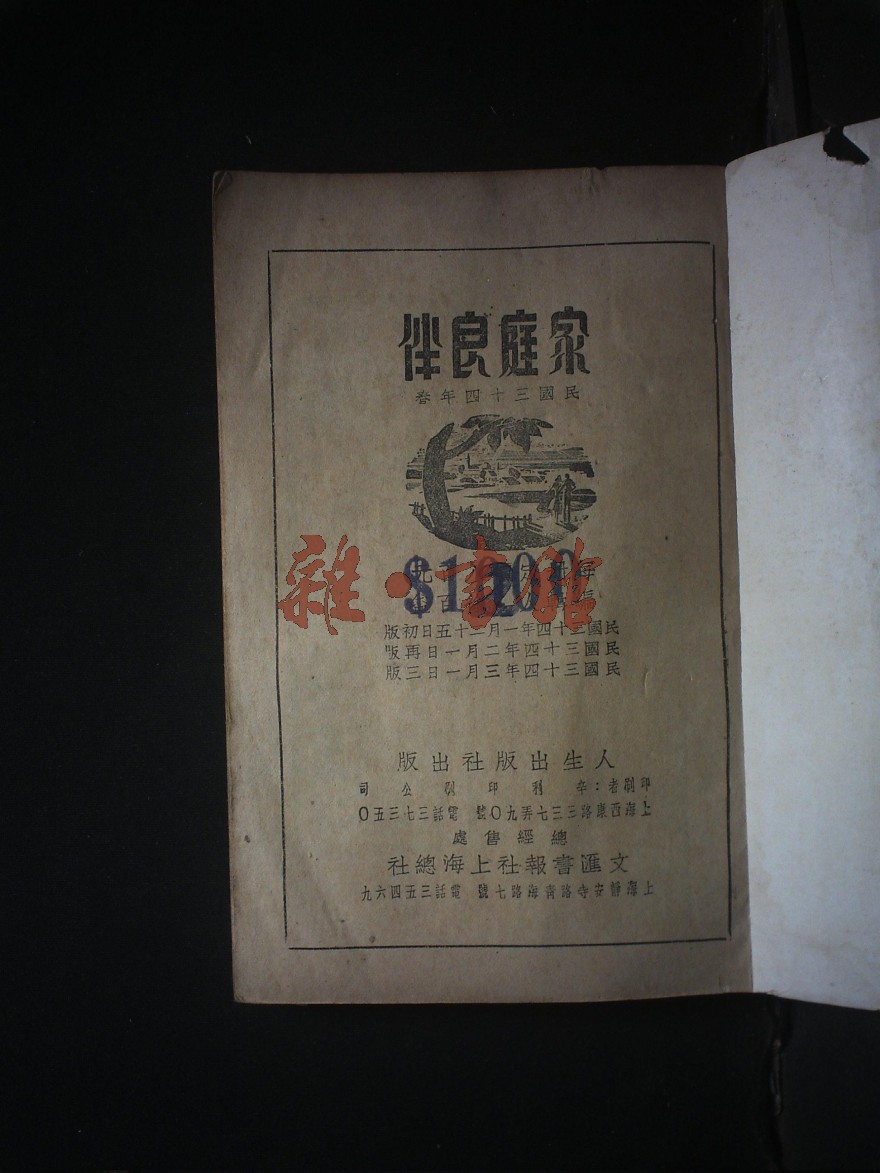 家庭良伴
民國三十四年春
$1,200
雜·書館
民國三十四年一月二十五日初版
民國三十四年二月一日再版
民國三十四年三月一日三版
人生出版社出版
印刷者：辛利印刷公司
上海西康路三三七弄九〇號 電話三七三五〇
總經售處
文匯書報社上海總社
上海靜安寺路青海路七號 電話三五四六九